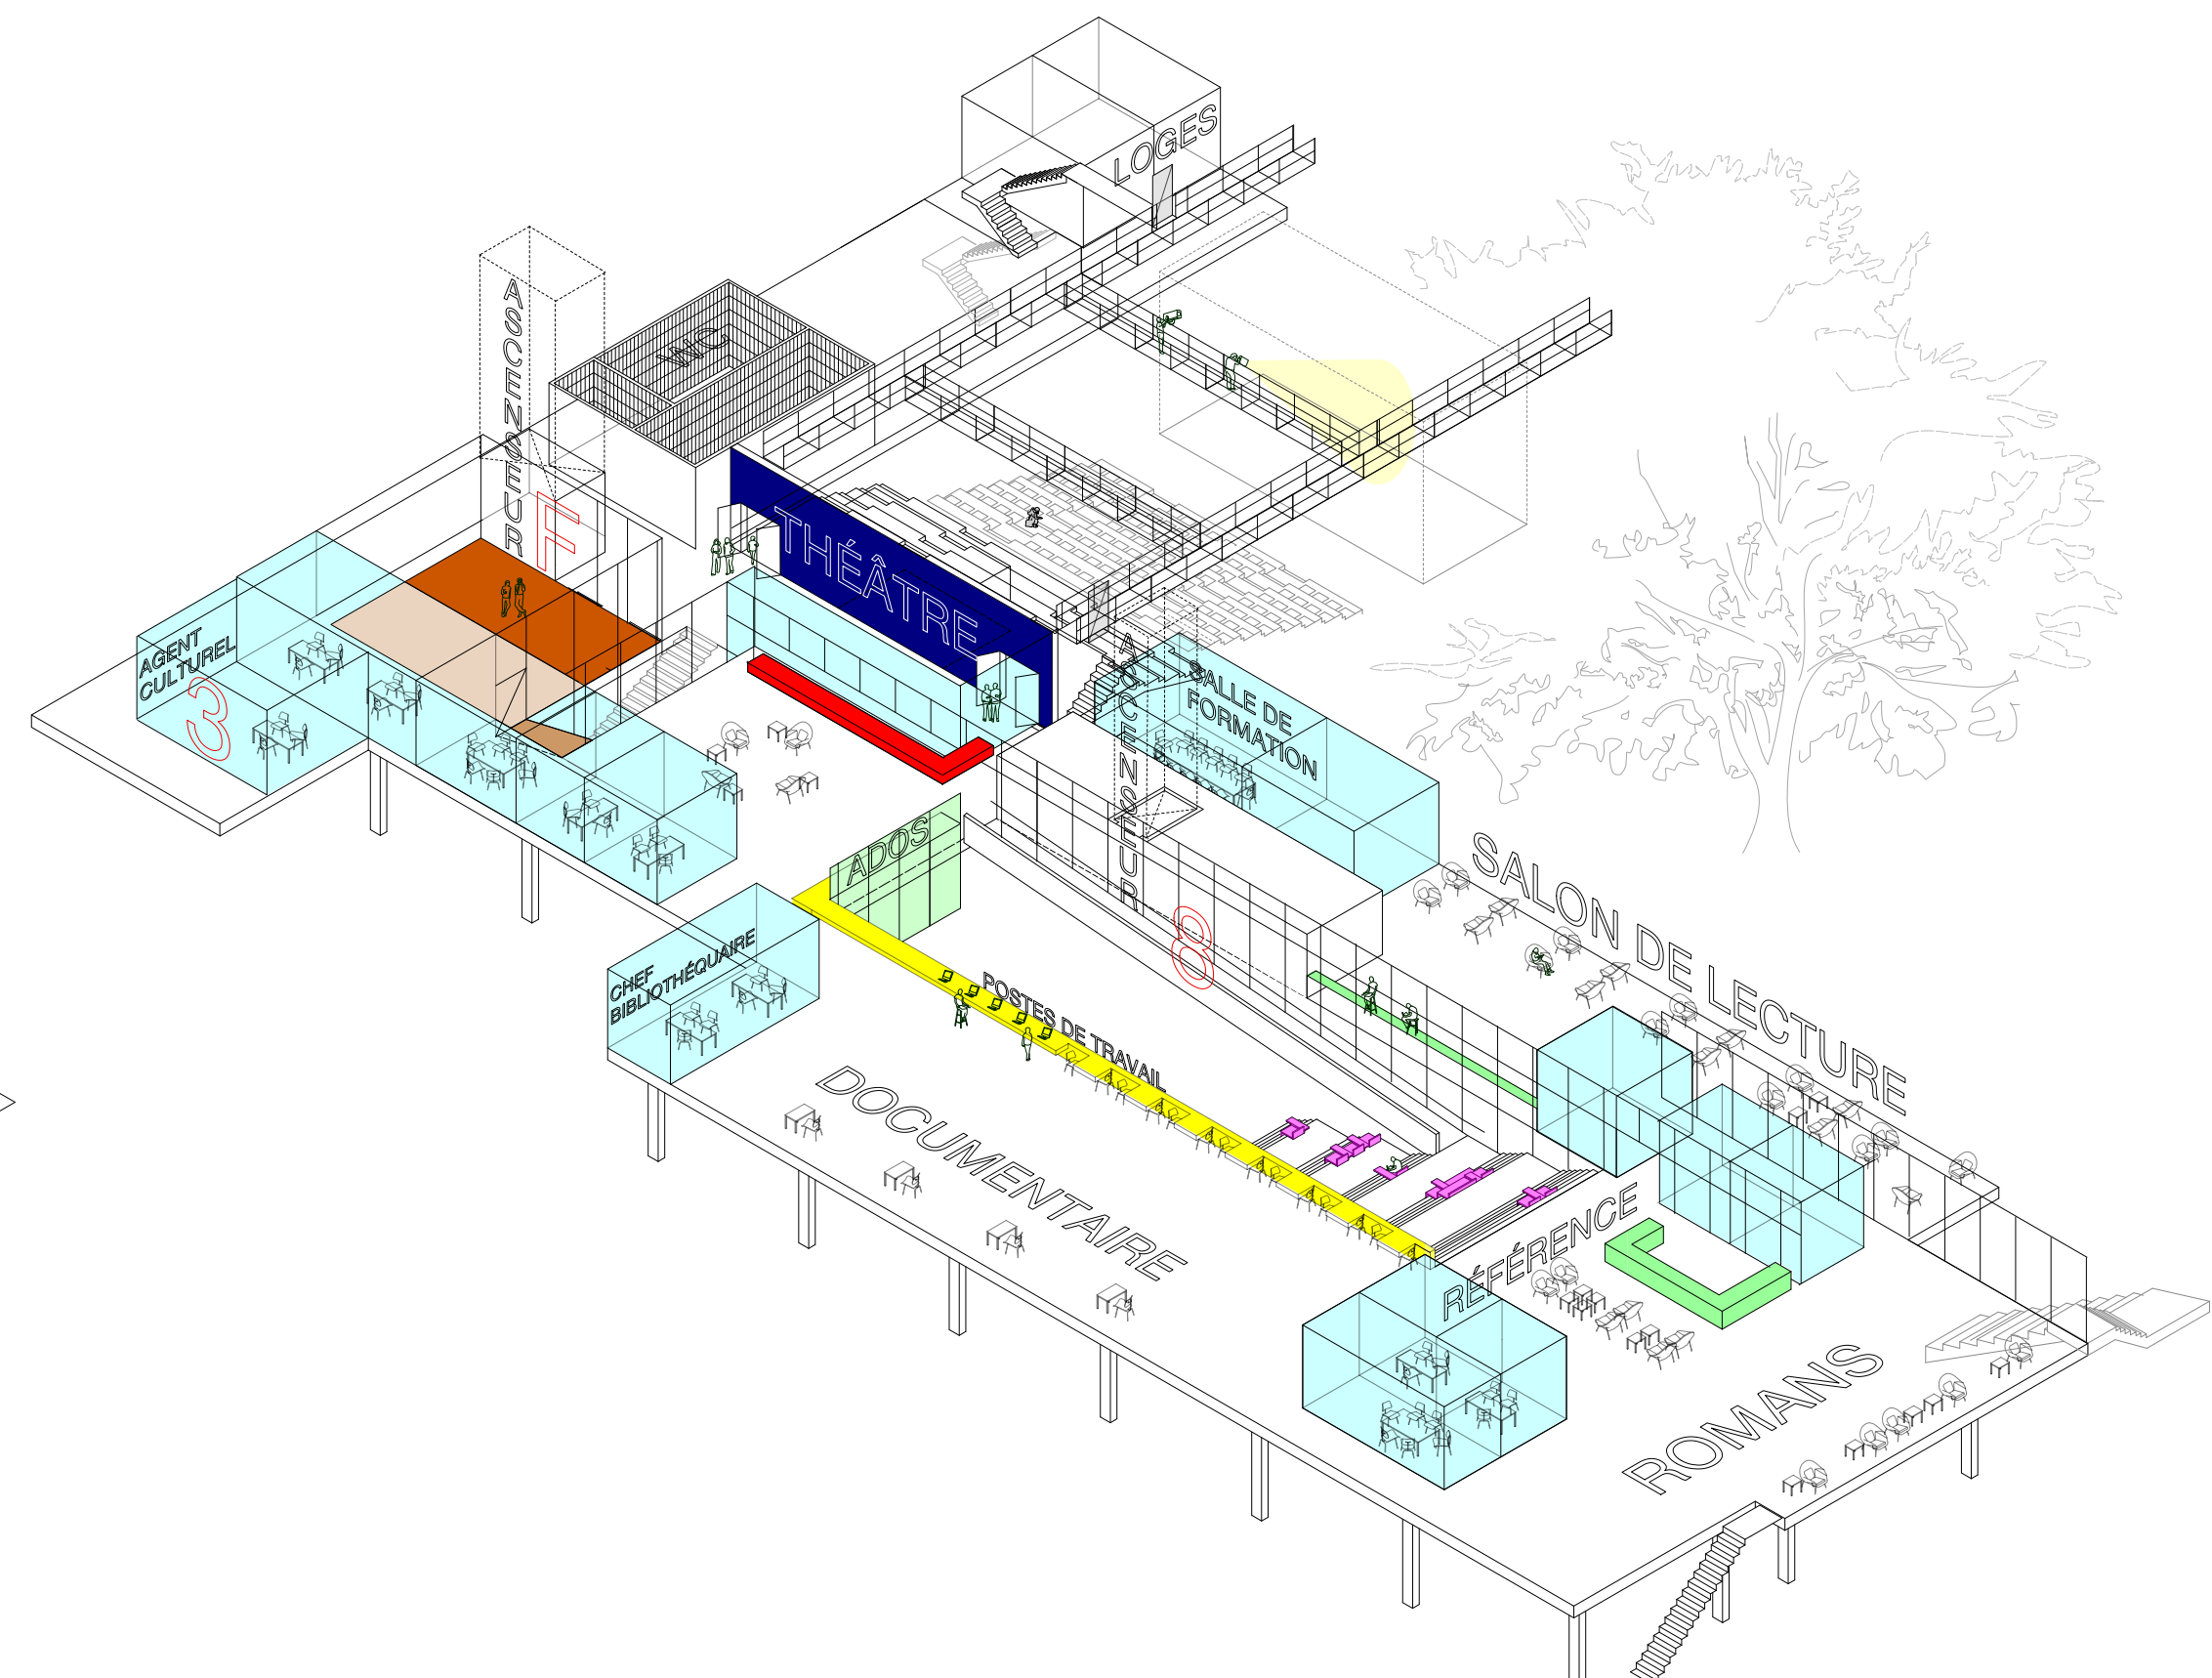 LOGES
ASCENSEUR
WC
F
THÉÂTRE
AGENT
CULTUREL
3
ASCENSEUR
SALLE DE
FORMATION
ADOS
SALON DE LECTURE
8
CHEF
BIBLIOTHÉQUAIRE
POSTES DE TRAVAIL
DOCUMENTAIRE
RÉFÉRENCE
ROMANS